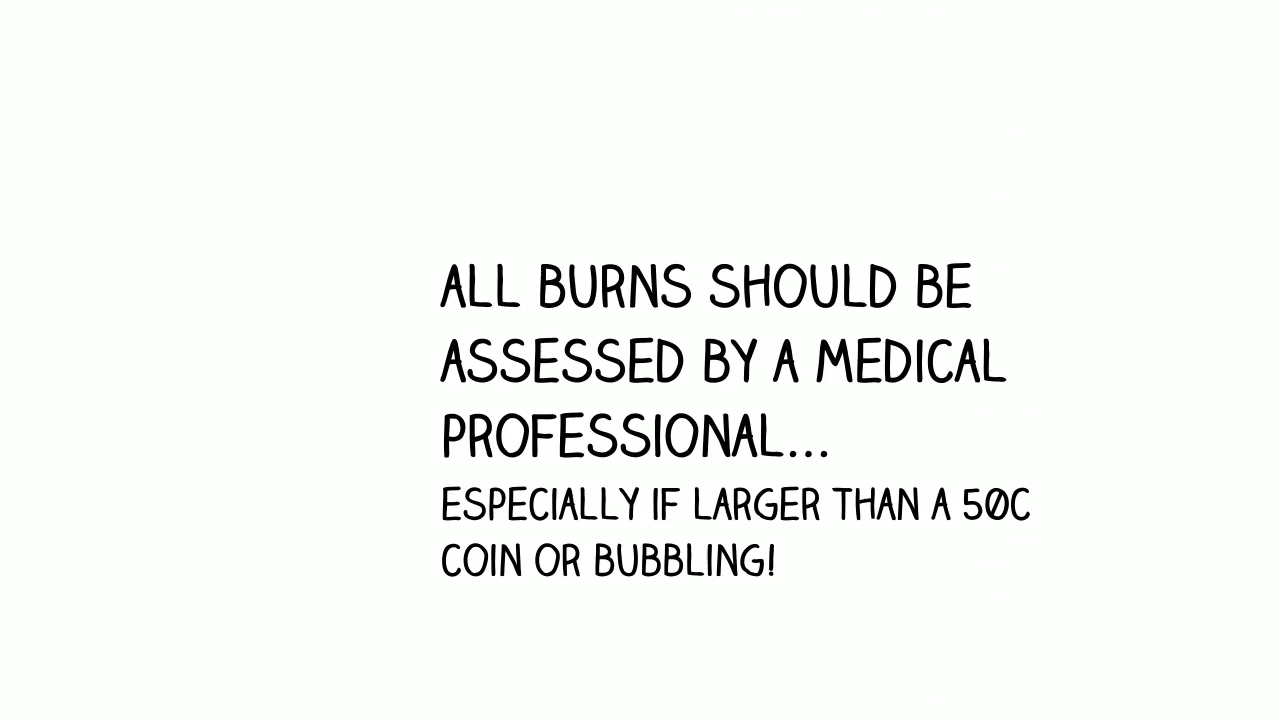 ALL BURNS SHOULD BE
ASSESSED BY A MEDICAL
PROFESSIONAL...
ESPECIALLY IF LARGER THAN A 50C
COIN OR BUBBLING!